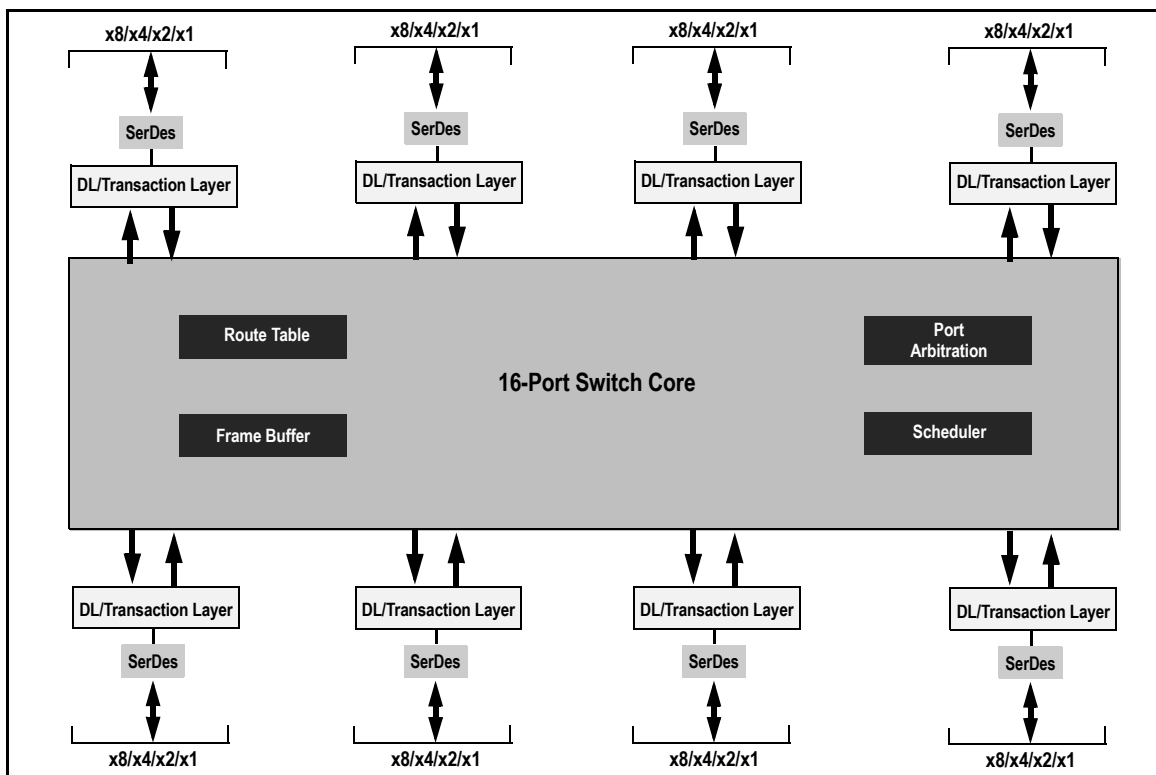 x8/x4/x2/x1
x8/x4/x2/x1
x8/x4/x2/x1
x8/x4/x2/x1
SerDes
SerDes
SerDes
SerDes
DL/Transaction Layer
DL/Transaction Layer
DL/Transaction Layer
DL/Transaction Layer
Route Table
Port
Arbitration
16-Port Switch Core
Frame Buffer
Scheduler
DL/Transaction Layer
DL/Transaction Layer
DL/Transaction Layer
DL/Transaction Layer
SerDes
SerDes
SerDes
SerDes
x8/x4/x2/x1
x8/x4/x2/x1
x8/x4/x2/x1
x8/x4/x2/x1